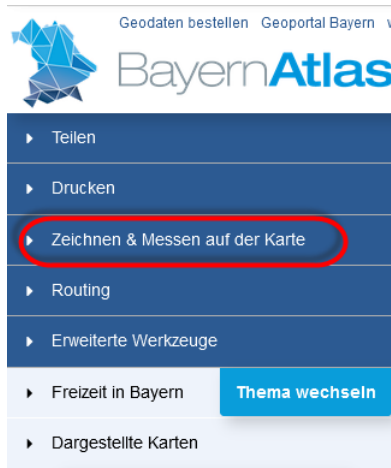 Geodaten bestellen Geoportal Bayern
BayernAtlas
Teilen
Drucken
Zeichnen & Messen auf der Karte
Routing
Erweiterte Werkzeuge
Freizeit in Bayern Thema wechseln
Dargestellte Karten